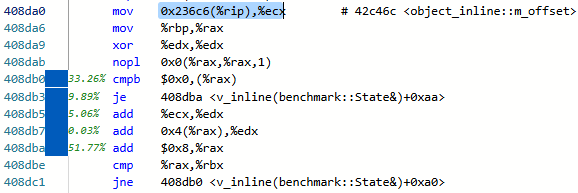 408da0 mov 0x236c6(%rip),%ecx # 42c46c <object_inline::m_offset>
408da6 mov %rbp,%rax
408da9 xor %edx,%edx
408dab nopl 0x0(%rax,%rax,1)
408db0 33.26% cmpb $0x0,(%rax)
408db3 9.89% je 408dba <v_inline(benchmark::State&)+0xaa>
408db5 5.06% add %ecx,%edx
408db7 0.03% add 0x4(%rax),%edx
408dba 51.77% add $0x8,%rax
408dbe cmp %rax,%rbx
408dc1 jne 408db0 <v_inline(benchmark::State&)+0xa0>